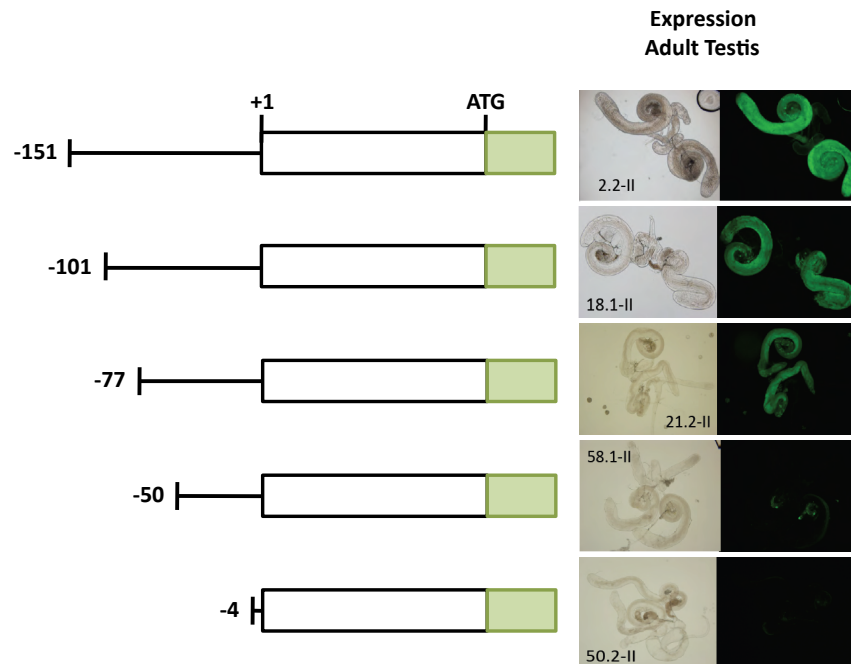 Expression
Adult Testis
+1
ATG
-151
2.2-II
-101
18.1-II
-77
21.2-II
-50
58.1-II
-4
50.2-II